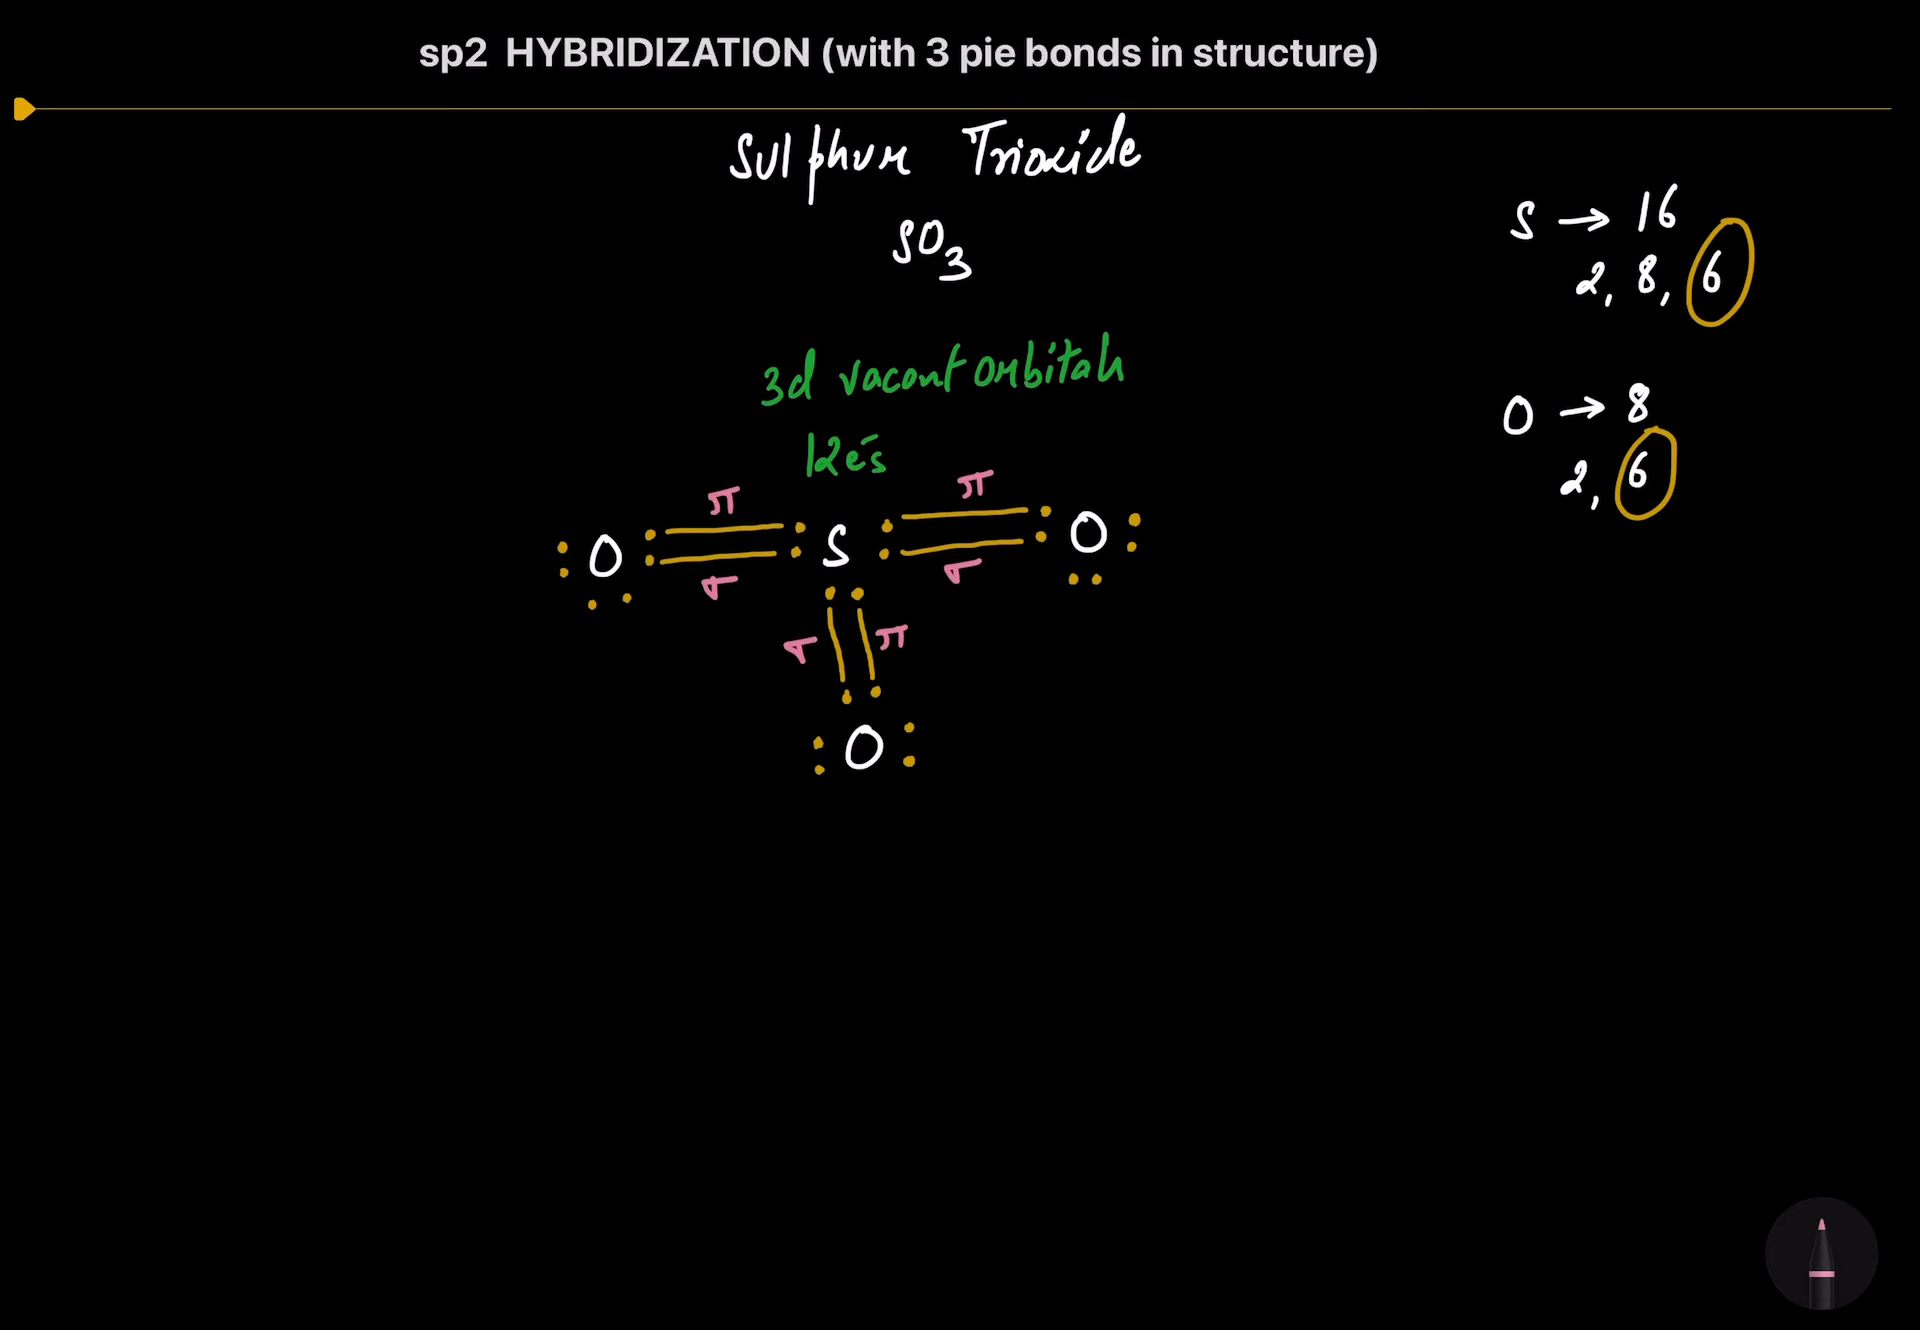 sp2 HYBRIDIZATION (with 3 pie bonds in structure)
Sulphur Trioxide
SO3
S → 16
2, 8, 6
3d vacant orbitals
O → 8
2, 6
12e-s
π π
O S O
σ σ
σ π
O